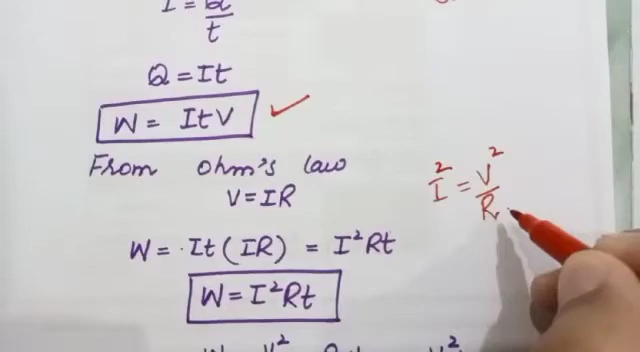 I = Q/t
Q = It
W = ItV ✓
From ohm's law
V = IR
I² = V²/R
W = It(IR) = I²Rt
W = I²Rt